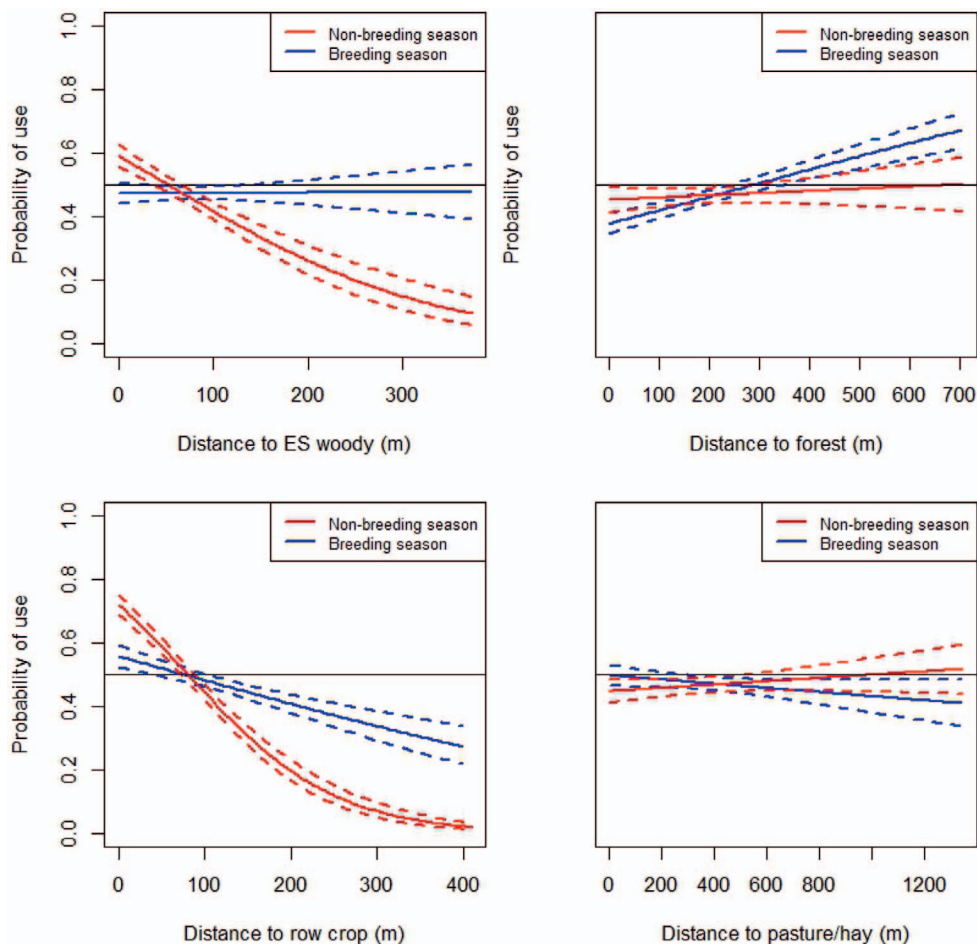 Non-breeding season
Breeding season
Probability of use
1.0
0.8
0.6
0.4
0.2
0.0
0 100 200 300
Distance to ES woody (m)
Non-breeding season
Breeding season
Probability of use
0 100 200 300 400 500 600 700
Distance to forest (m)
Non-breeding season
Breeding season
Probability of use
1.0
0.8
0.6
0.4
0.2
0.0
0 100 200 300 400
Distance to row crop (m)
Non-breeding season
Breeding season
0 200 400 600 800 1200
Distance to pasture/hay (m)